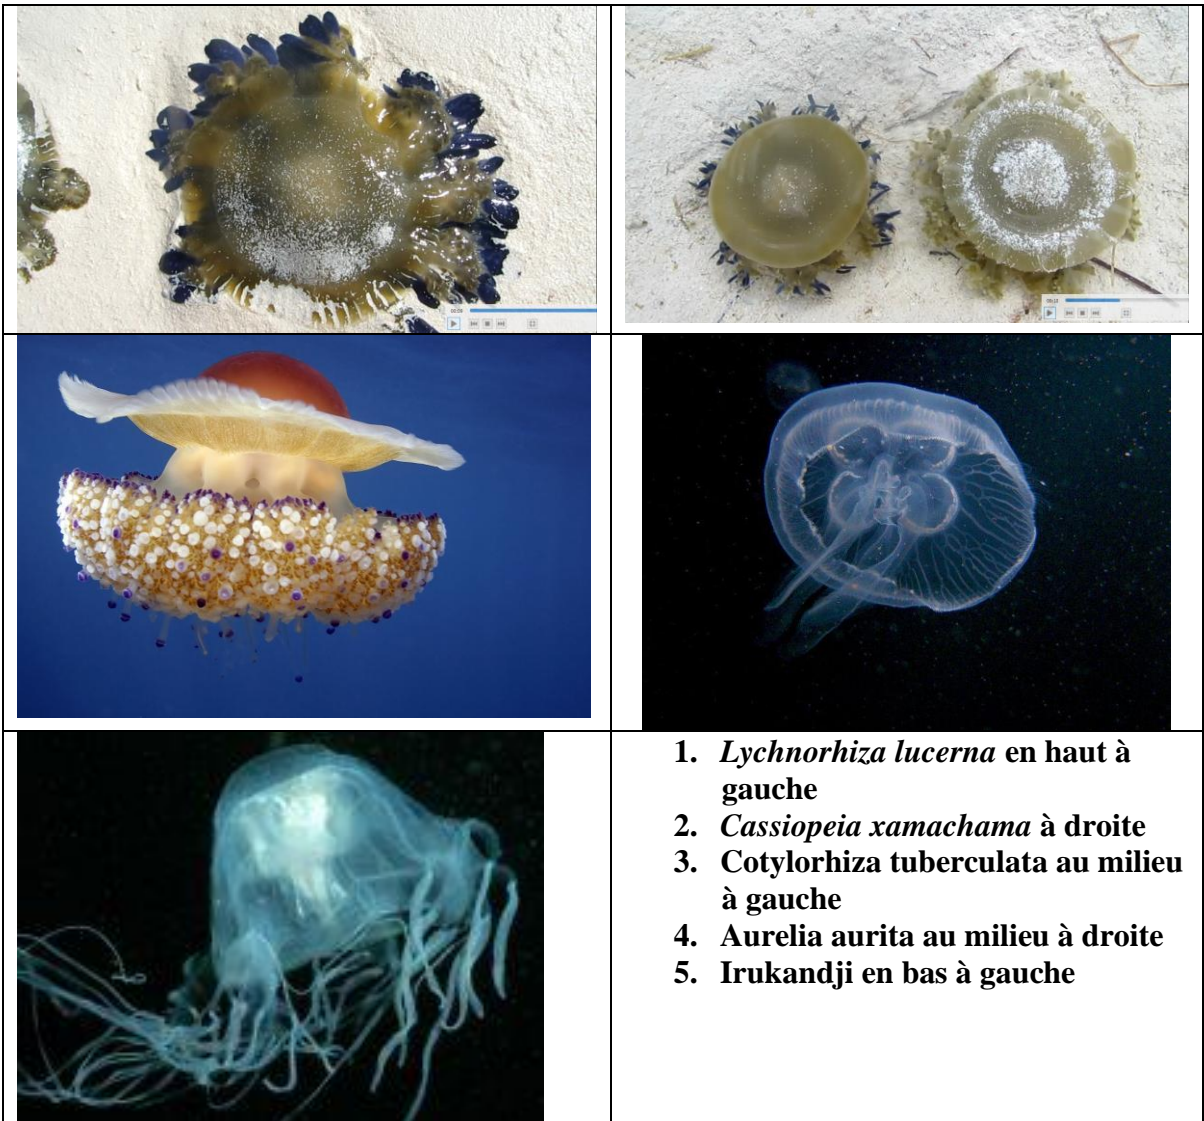 1. Lychnorhiza lucerna en haut à
gauche
2. Cassiopeia xamachama à droite
3. Cotylorhiza tuberculata au milieu
à gauche
4. Aurelia aurita au milieu à droite
5. Irukandji en bas à gauche